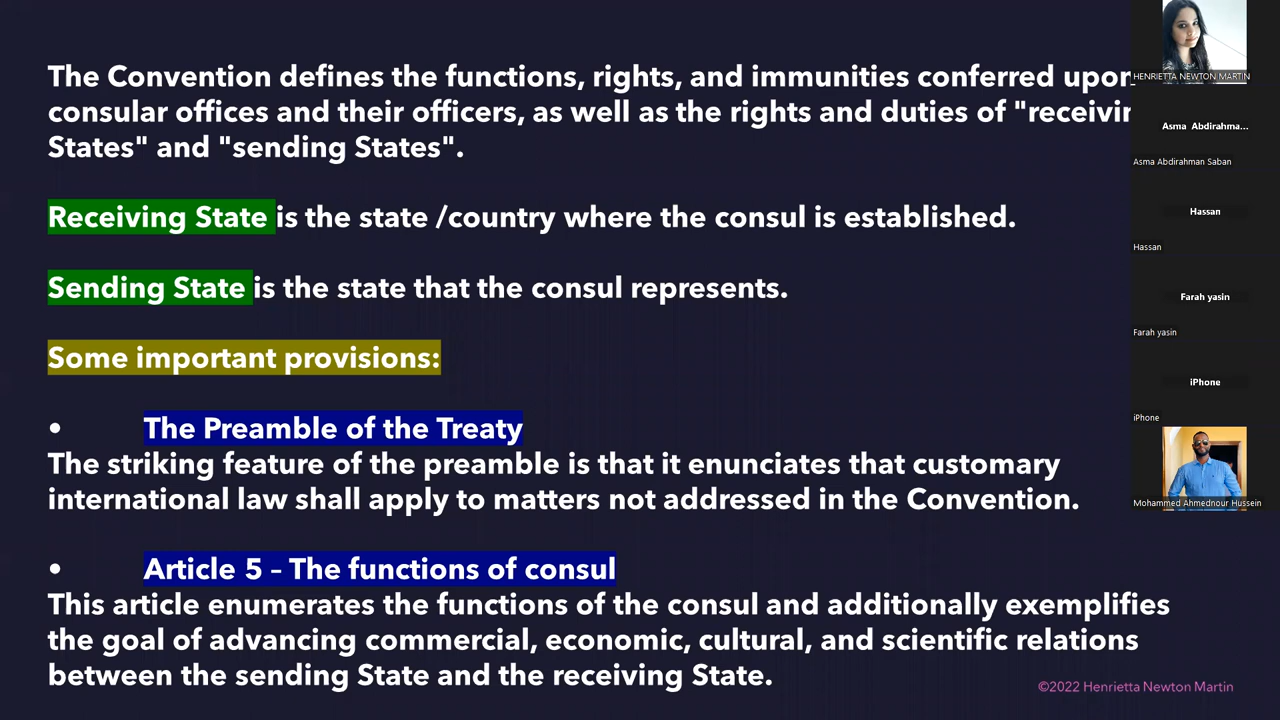 The Convention defines the functions, rights, and immunities conferred upon
consular offices and their officers, as well as the rights and duties of "receivin
States" and "sending States".
Receiving State is the state /country where the consul is established.
Sending State is the state that the consul represents.
Some important provisions:
• The Preamble of the Treaty
The striking feature of the preamble is that it enunciates that customary
international law shall apply to matters not addressed in the Convention.
• Article 5 – The functions of consul
This article enumerates the functions of the consul and additionally exemplifies
the goal of advancing commercial, economic, cultural, and scientific relations
between the sending State and the receiving State.
©2022 Henrietta Newton Martin
HENRIETTA NEWTON MARTIN
Asma Abdirahma...
Asma Abdirahman Saban
Hassan
Hassan
Farah yasin
Farah yasin
iPhone
iPhone
Mohammed Ahmednour Hussein